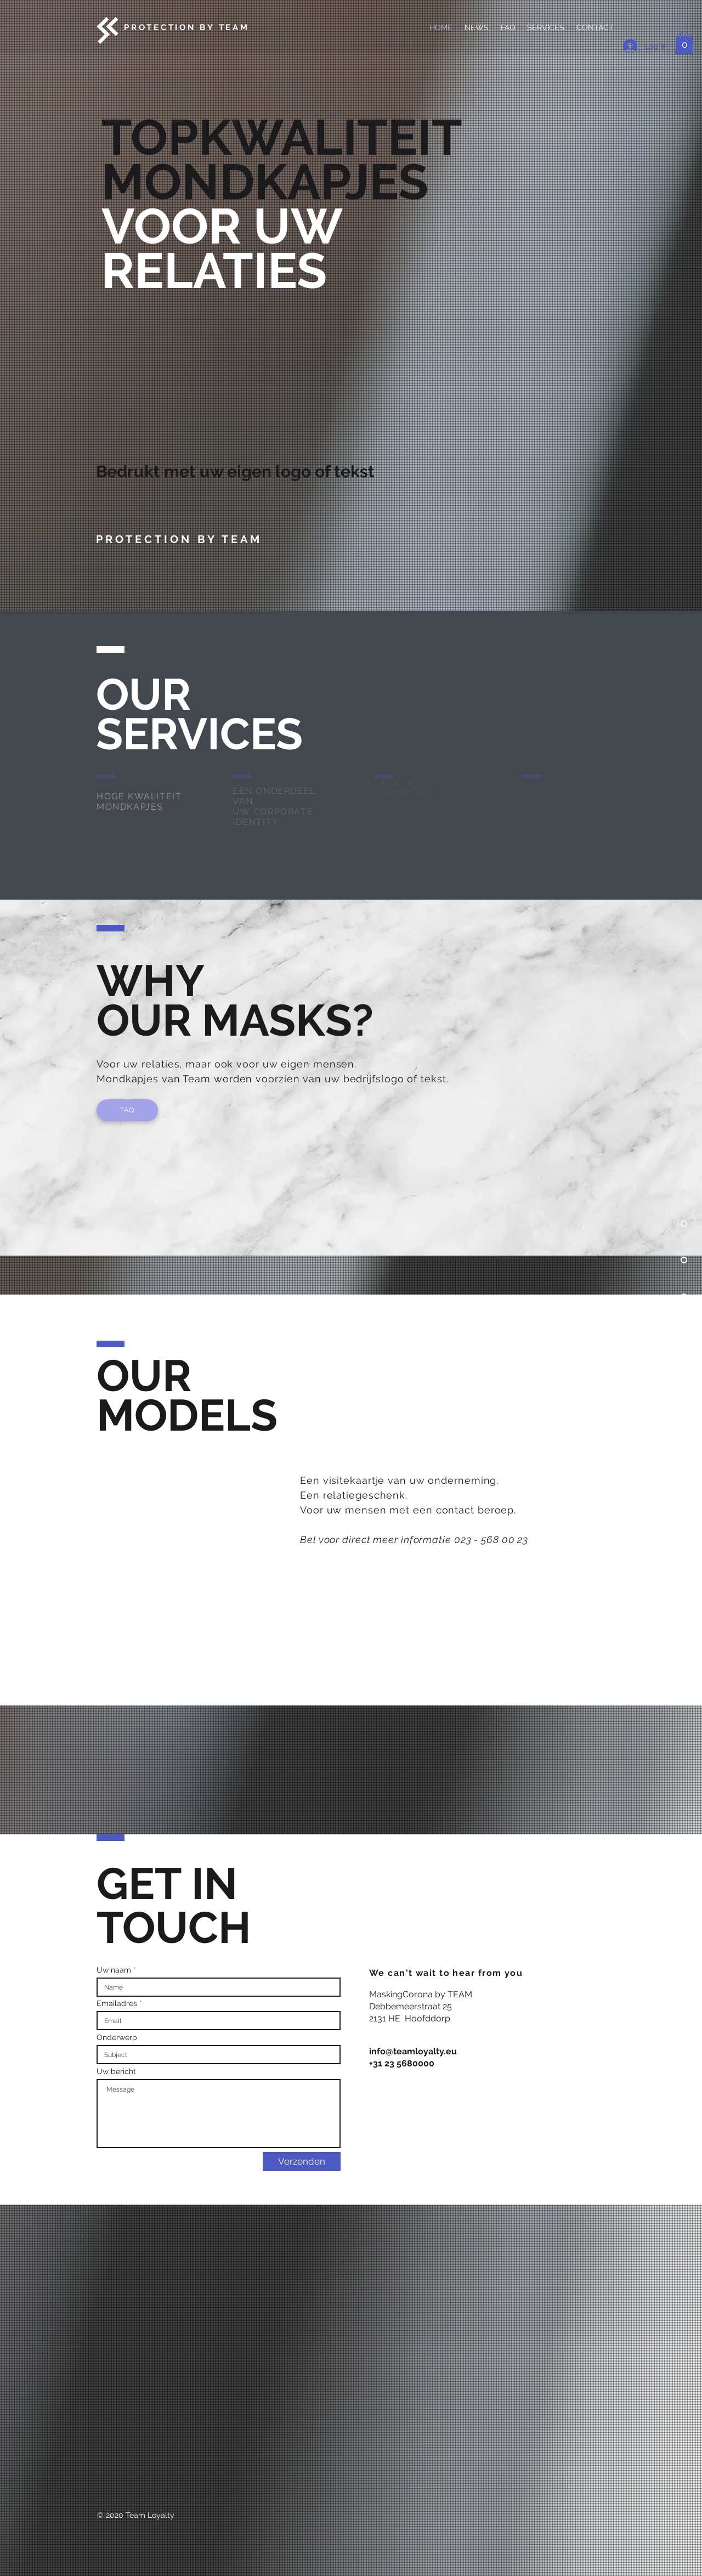 PROTECTION BY TEAM
HOME NEWS FAQ SERVICES CONTACT
0
TOPKWALITEIT
MONDKAPJES
VOOR UW
RELATIES
Bedrukt met uw eigen logo of tekst
PROTECTION BY TEAM
OUR
SERVICES
HOGE KWALITEIT
MONDKAPJES
EEN ONDERDEEL
VAN
UW CORPORATE
IDENTITY
WHY
OUR MASKS?
Voor uw relaties, maar ook voor uw eigen mensen.
Mondkapjes van Team worden voorzien van uw bedrijfslogo of tekst.
FAQ
OUR
MODELS
Een visitekaartje van uw onderneming.
Een relatiegeschenk.
Voor uw mensen met een contact beroep.
Bel voor direct meer informatie 023 - 568 00 23
GET IN
TOUCH
Uw naam *
Name
Emailadres *
Email
Onderwerp
Subject
Uw bericht
Message
Verzenden
We can't wait to hear from you
MaskingCorona by TEAM
Debbemeerstraat 25
2131 HE Hoofddorp
info@teamloyalty.eu
+31 23 5680000
© 2020 Team Loyalty